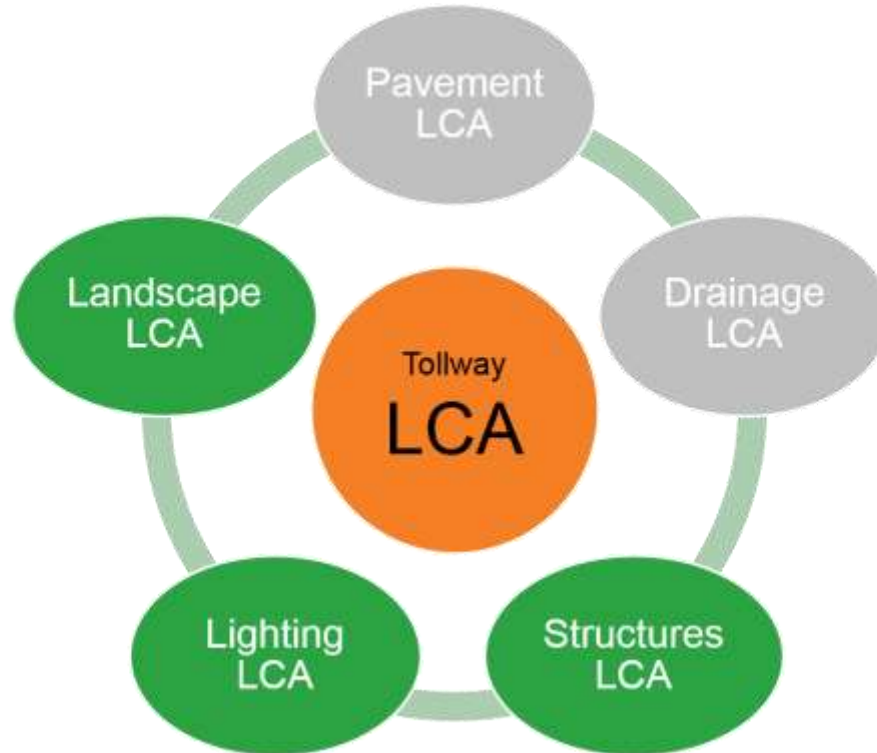 Pavement
LCA
Landscape
LCA
Drainage
LCA
Tollway
LCA
Lighting
LCA
Structures
LCA